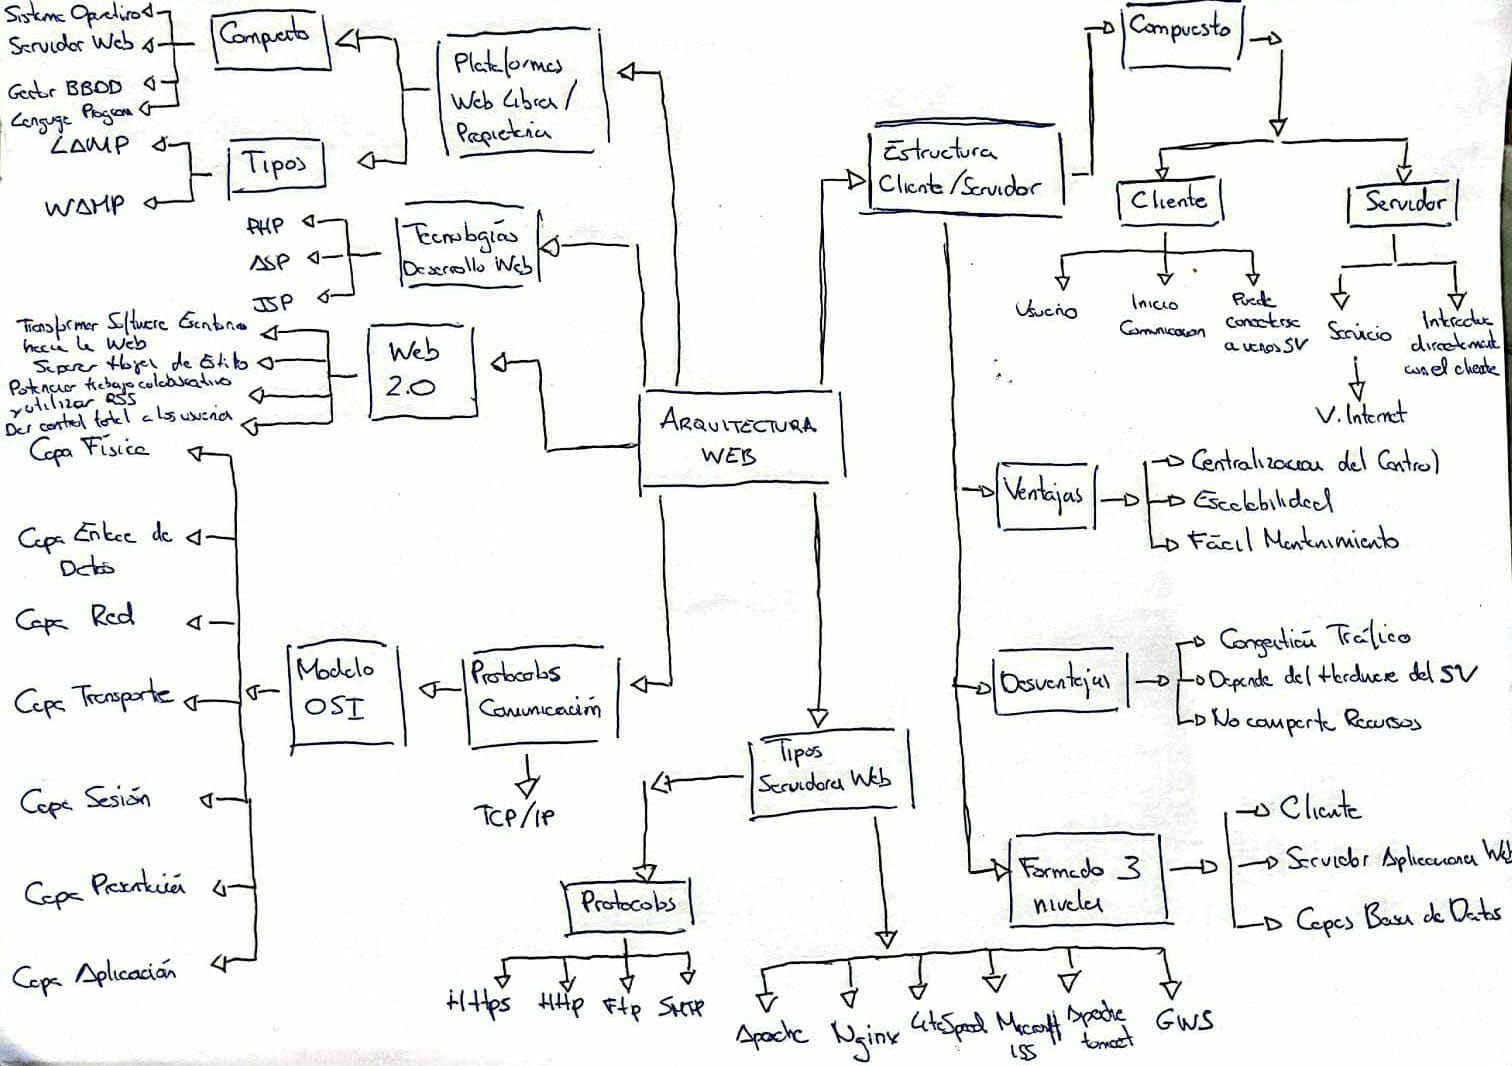 Sistema Operativo
Servidor Web
Gestor BBDD
Lenguaje Program
Compuesto
Plataformas
Web Libres /
Propietaria
LAMP
WAMP
Tipos
PHP
ASP
JSP
Tecnologías
Desarrollo Web
Transformar Software Escritorio
hacia la Web
Separar Hojas de Estilo
Potenciar trabajo colaborativo
y utilizar RSS
Dar control total a los usuarios
Web
2.0
ARQUITECTURA
WEB
Capa Física
Capa Enlace de
Datos
Capa Red
Capa Transporte
Capa Sesión
Capa Presentación
Capa Aplicación
Modelo
OSI
Protocolos
Comunicación
TCP/IP
Tipos
Servidores Web
Protocolos
Https
Http
Ftp
SMTP
Apache
Nginx
LiteSpeed
Microsoft
ISS
Apache
tomcat
GWS
Estructura
Cliente/Servidor
Compuesto
Cliente
Servidor
Usuario
Inicio
Comunicacion
Puede
conectarse
a varios SV
Servicio
V. Internet
Interactua
directament
con el cliente
Ventajas
Centralizacion del Control
Escalabilidad
Fácil Mantenimiento
Desventajas
Congestión Tráfico
Depende del Hardware del SV
No comparte Recursos
Formado 3
niveles
Cliente
Servidor Aplicaciones Web
Capas Base de Datos